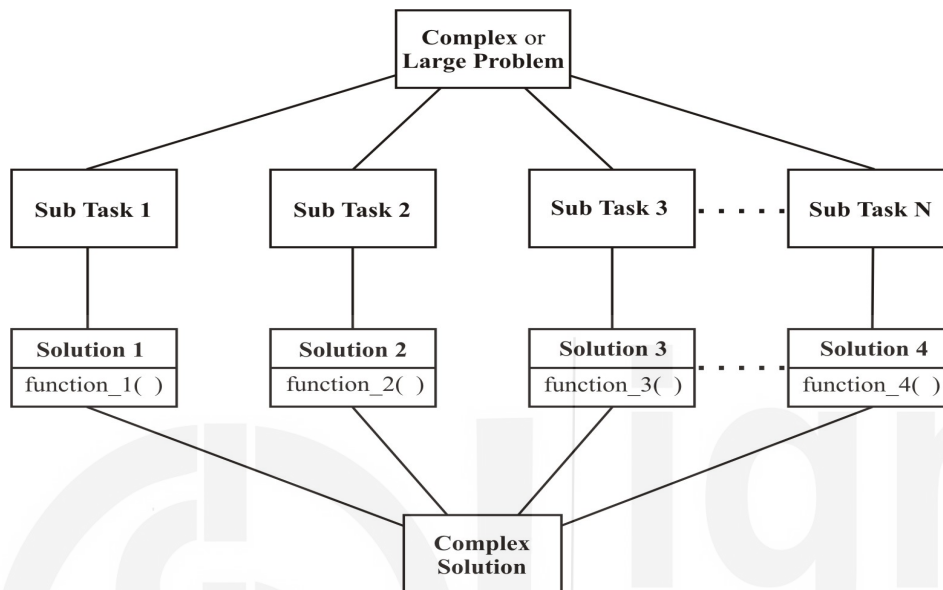 Complex or
Large Problem
Sub Task 1
Sub Task 2
Sub Task 3
Sub Task N
Solution 1
Solution 2
Solution 3
Solution 4
function_1( )
function_2( )
function_3( )
function_4( )
Complex
Solution